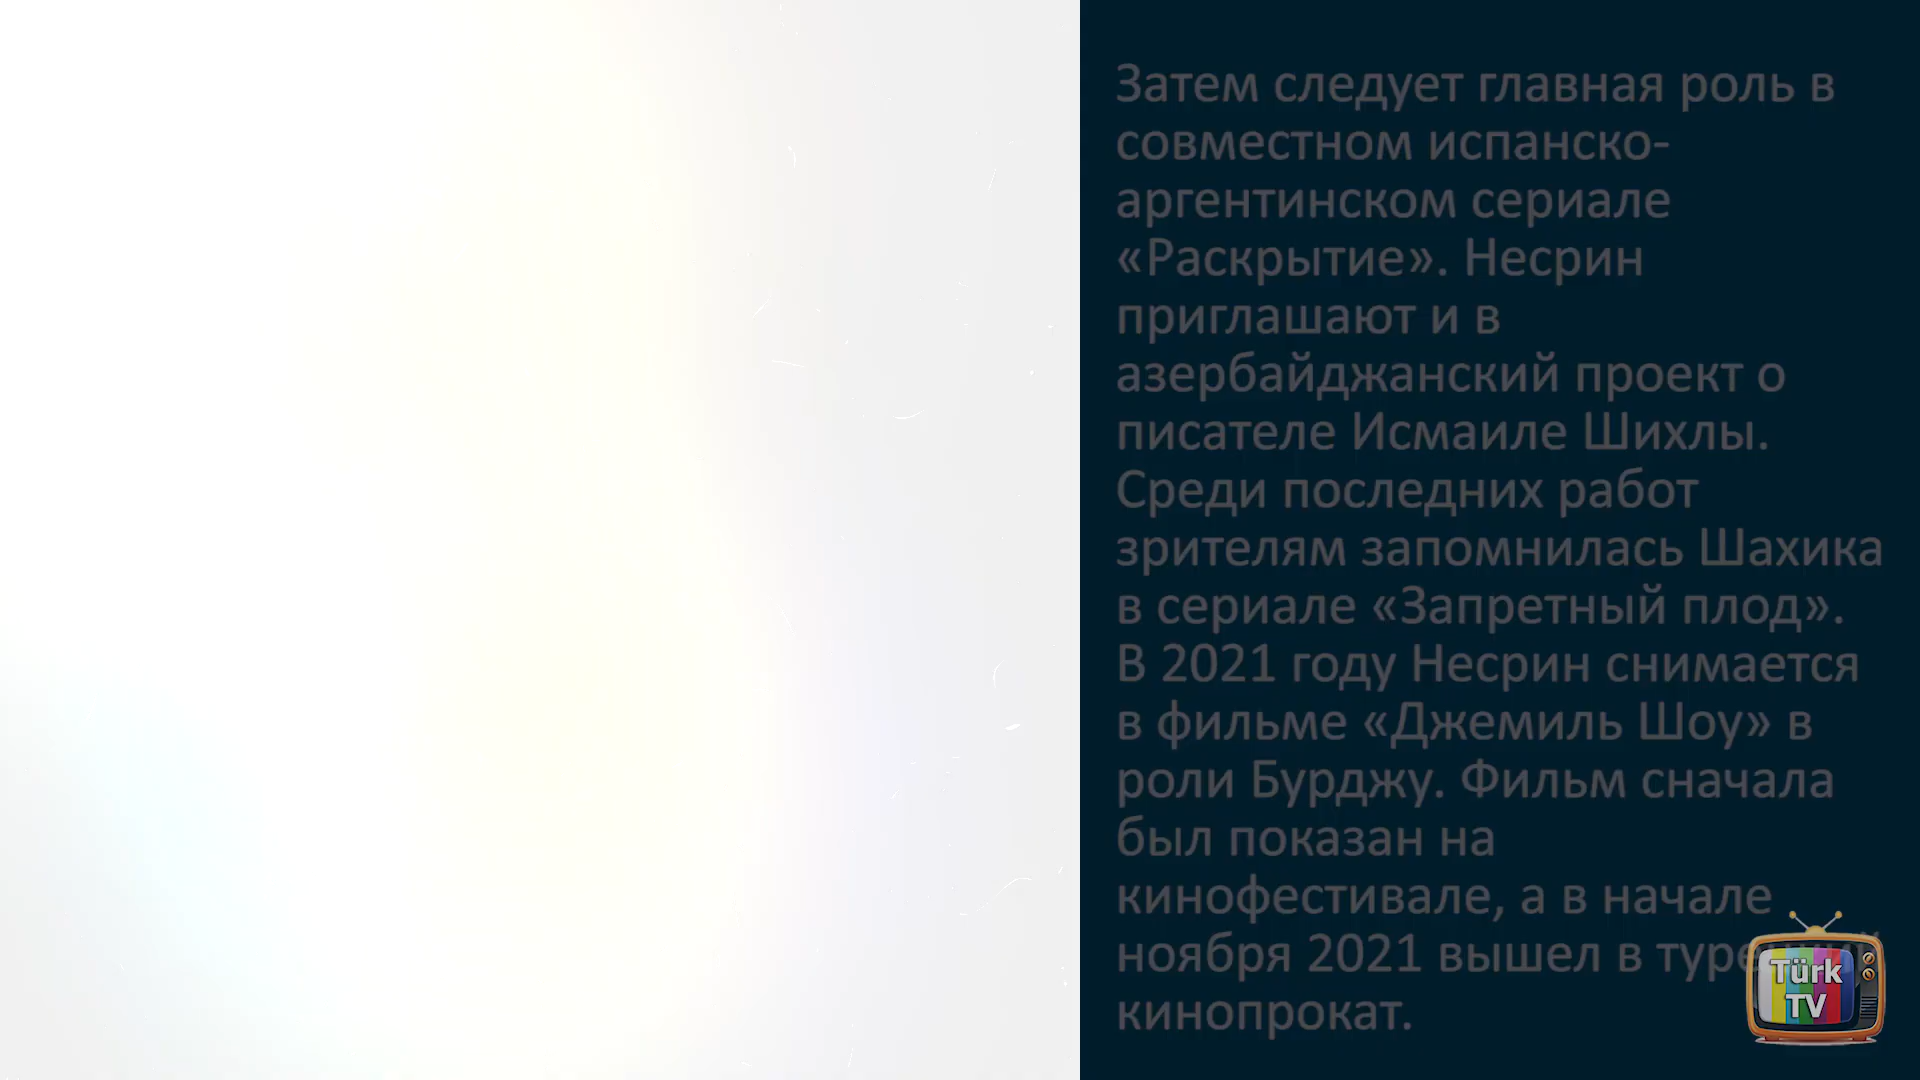 Затем следует главная роль в
совместном испанско-
аргентинском сериале
«Раскрытие». Несрин
приглашают и в
азербайджанский проект о
писателе Исмаиле Шихлы.
Среди последних работ
зрителям запомнилась Шахика
в сериале «Запретный плод».
В 2021 году Несрин снимается
в фильме «Джемиль Шоу» в
роли Бурджу. Фильм сначала
был показан на
кинофестивале, а в начале
ноября 2021 вышел в
кинопрокат.
Türk
TV